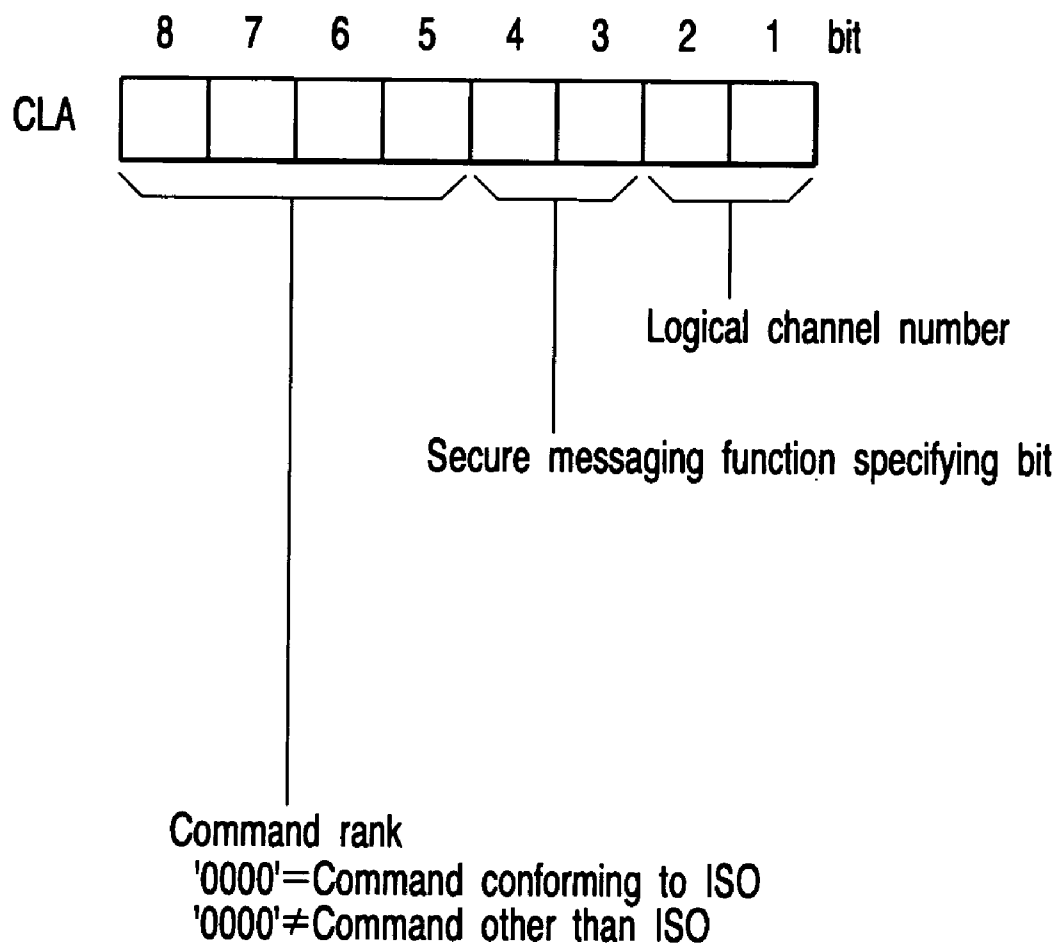 8 7 6 5 4 3 2 1 bit
CLA
Logical channel number
Secure messaging function specifying bit
Command rank
'0000'=Command conforming to ISO
'0000'≠Command other than ISO